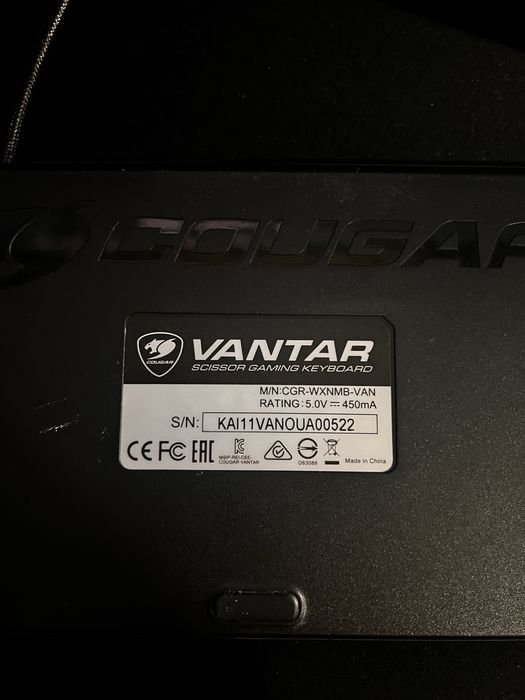 COUGAR
COUGAR
VANTAR
SCISSOR GAMING KEYBOARD
M/N:CGR-WXNMB-VAN
RATING: 5.0V ⎓ 450mA
S/N: KAI11VANOUA00522
CE FC EAC
MSIP-REI-CEE-
COUGAR VANTAR
D63088
Made in China